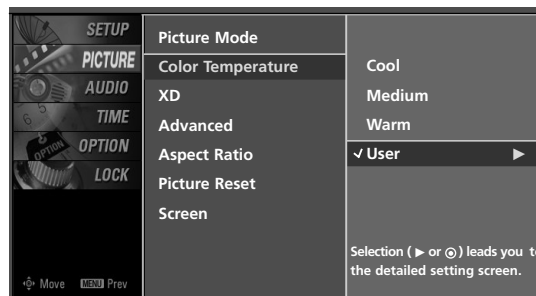 SETUP
PICTURE
AUDIO
TIME
OPTION
LOCK
Move MENU Prev
Picture Mode
Color Temperature
XD
Advanced
Aspect Ratio
Picture Reset
Screen
Cool
Medium
Warm
✓ User ▶
Selection ( ▶ or ◉ ) leads you to
the detailed setting screen.